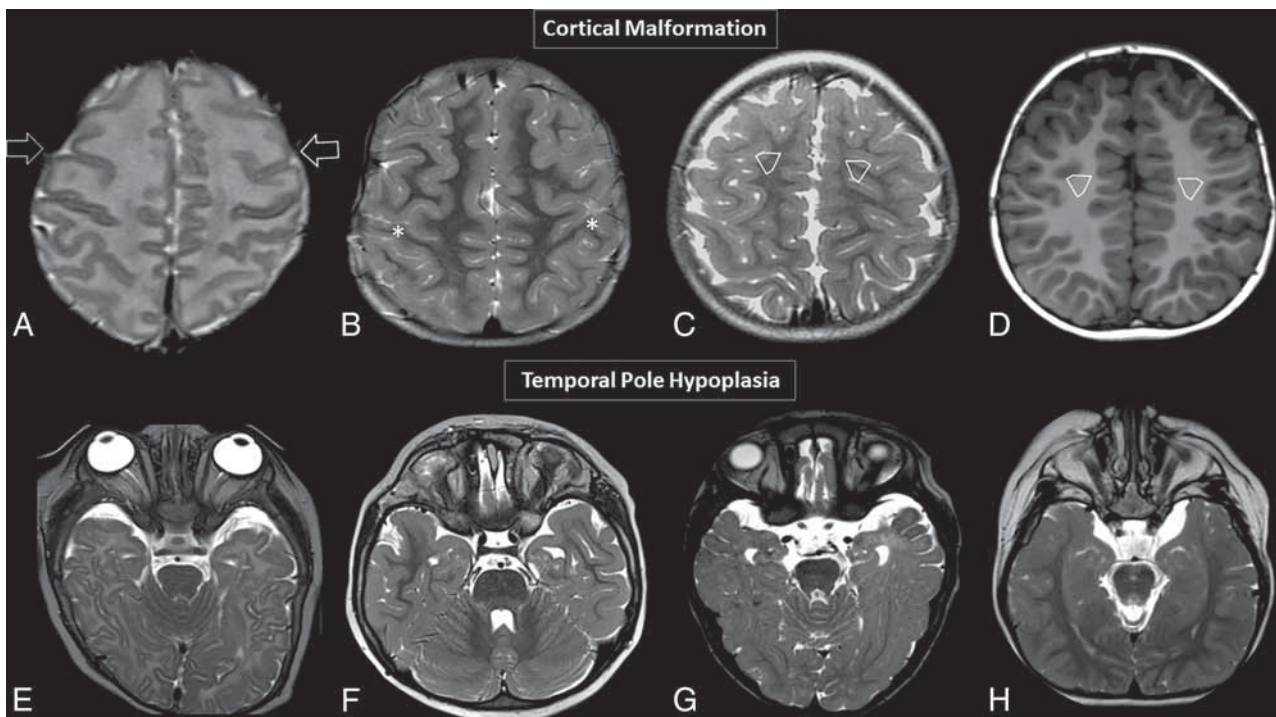 Cortical Malformation
A
B
*
*
C
D
Temporal Pole Hypoplasia
E
F
G
H